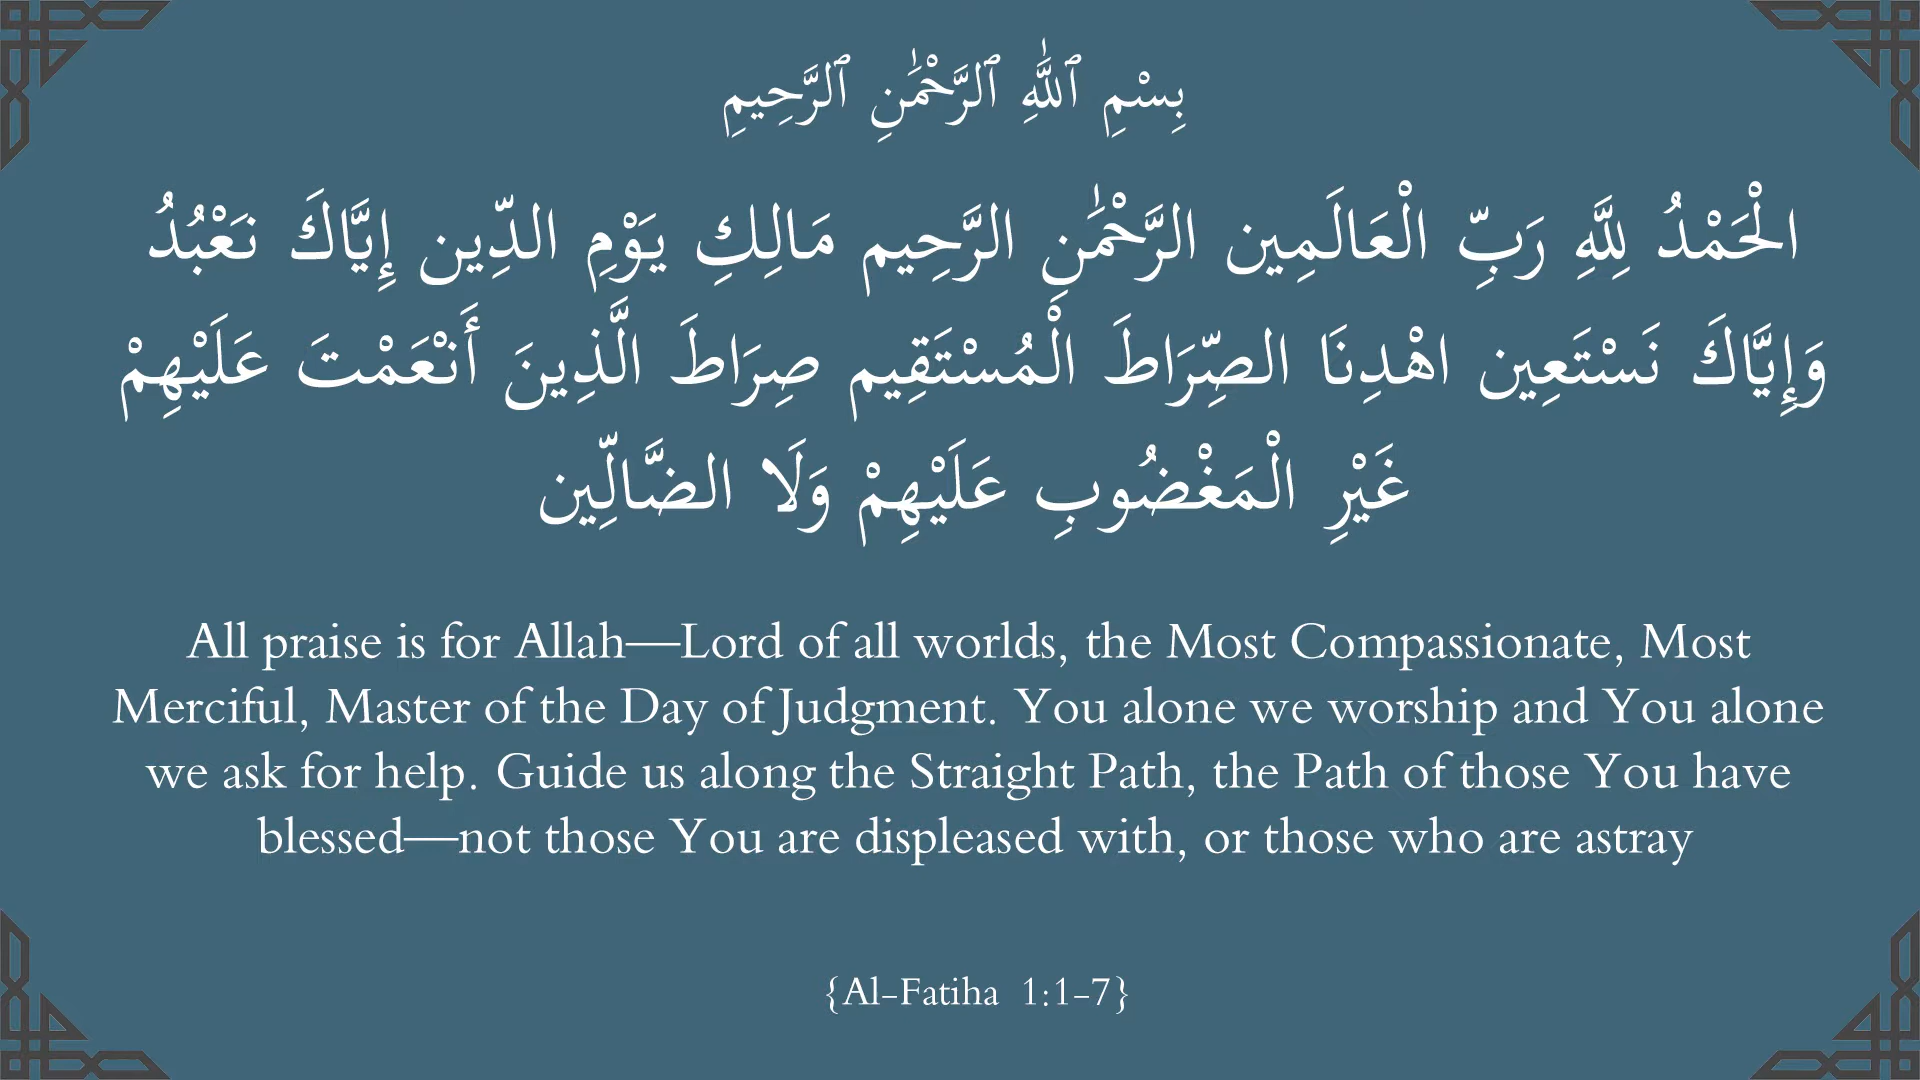 بِسْمِ ٱللَّهِ ٱلرَّحْمَٰنِ ٱلرَّحِيمِ
الْحَمْدُ لِلَّهِ رَبِّ الْعَالَمِين الرَّحْمَٰنِ الرَّحِيم مَالِكِ يَوْمِ الدِّين إِيَّاكَ نَعْبُدُ
وَإِيَّاكَ نَسْتَعِين اهْدِنَا الصِّرَاطَ الْمُسْتَقِيم صِرَاطَ الَّذِينَ أَنْعَمْتَ عَلَيْهِمْ
غَيْرِ الْمَغْضُوبِ عَلَيْهِمْ وَلَا الضَّالِّين
All praise is for Allah—Lord of all worlds, the Most Compassionate, Most
Merciful, Master of the Day of Judgment. You alone we worship and You alone
we ask for help. Guide us along the Straight Path, the Path of those You have
blessed—not those You are displeased with, or those who are astray
{Al-Fatiha 1:1-7}